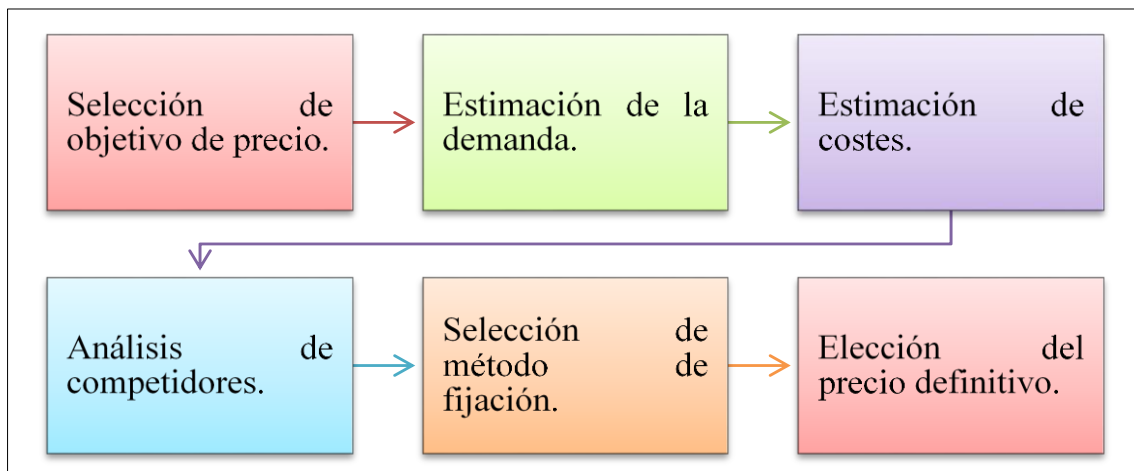 Selección de
objetivo de precio.
Estimación de la
demanda.
Estimación de
costes.
Análisis de
competidores.
Selección de
método de
fijación.
Elección del
precio definitivo.